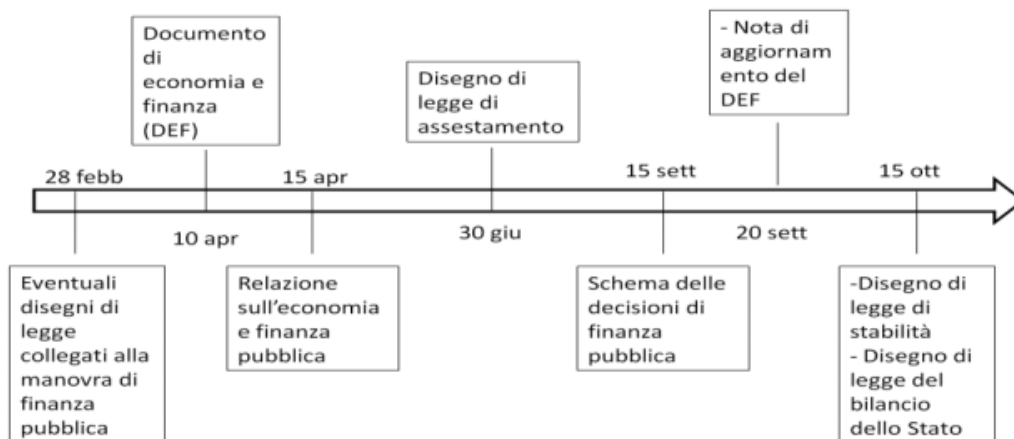 Documento
di
economia e
finanza
(DEF)
Disegno di
legge di
assestamento
- Nota di
aggiornam
ento del
DEF
28 febb
15 apr
15 sett
15 ott
10 apr
30 giu
20 sett
Eventuali
disegni di
legge
collegati alla
manovra di
finanza
pubblica
Relazione
sull'economia
e finanza
pubblica
Schema delle
decisioni di
finanza
pubblica
-Disegno di
legge di
stabilità
- Disegno di
legge del
bilancio
dello Stato